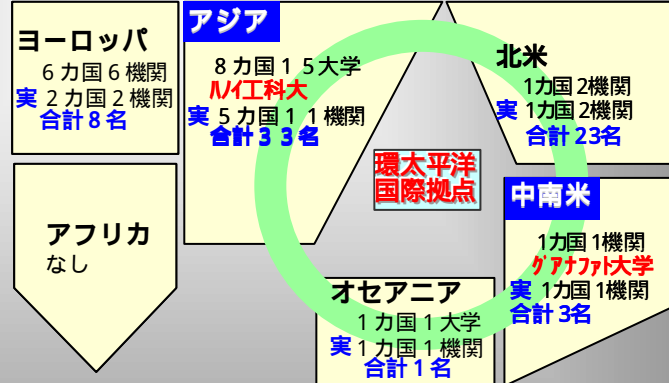 ヨーロッパ
6カ国6機関
実 2カ国2機関
合計8名
アジア
8カ国15大学
ハノイ工科大
実 5カ国11機関
合計33名
北米
1カ国2機関
実 1カ国2機関
合計23名
環太平洋
国際拠点
アフリカ
なし
中南米
1カ国1機関
グアナファト大学
実 1カ国1機関
合計3名
オセアニア
1カ国1大学
実 1カ国1機関
合計1名